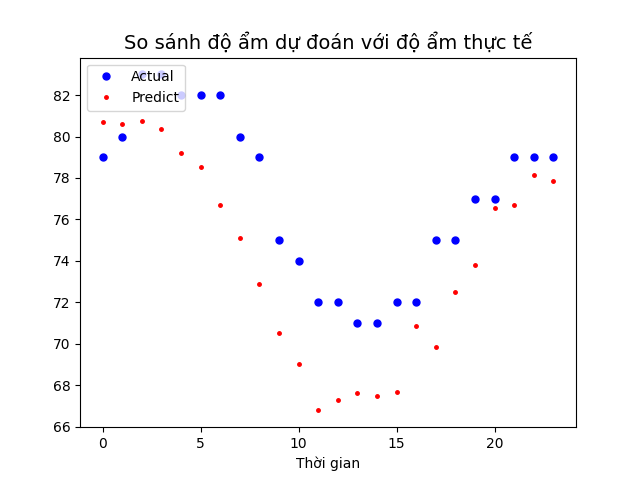 So sánh độ ẩm dự đoán với độ ẩm thực tế
Actual
Predict
82
80
78
76
74
72
70
68
66
0 5 10 15 20
Thời gian